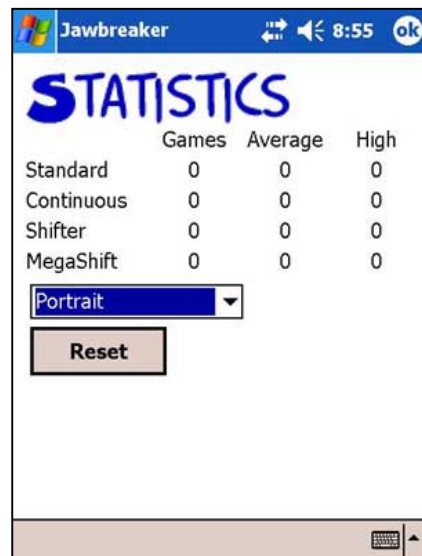 Jawbreaker 8:55 ok
STATISTICS
Games Average High
Standard 0 0 0
Continuous 0 0 0
Shifter 0 0 0
MegaShift 0 0 0
Portrait
Reset